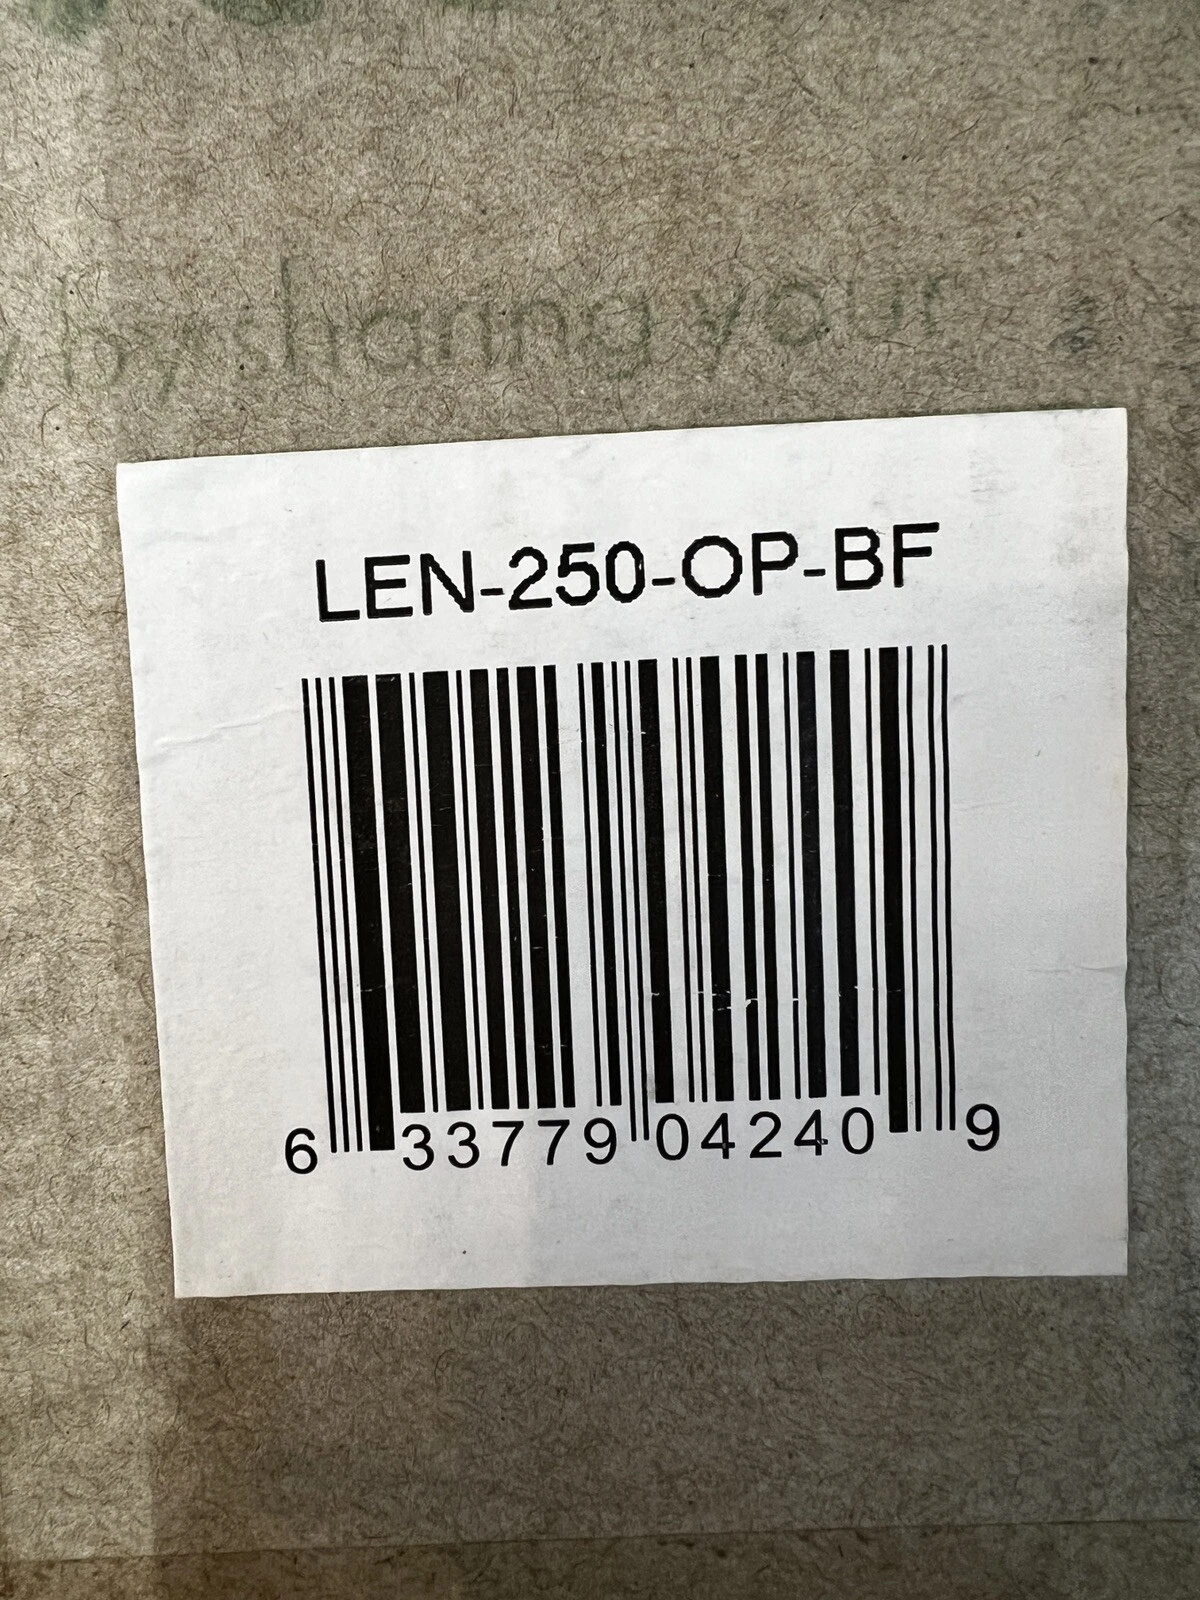 by sharing your
LEN-250-OP-BF
6 33779 04240 9